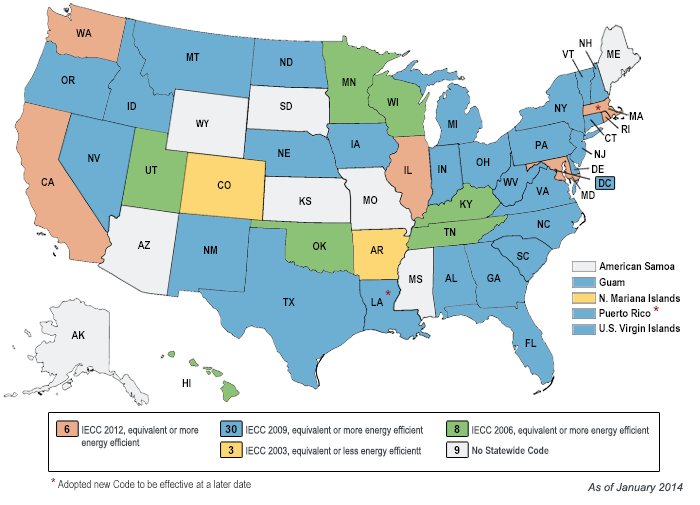 WA
MT
ND
MN
WI
MI
NH
VT
ME
OR
ID
SD
WY
NY
*
MA
RI
CT
NV
UT
CO
NE
IA
IL
IN
OH
PA
NJ
DE
DC
MD
CA
KS
MO
KY
WV
VA
AZ
NM
OK
AR
TN
NC
SC
TX
LA *
MS
AL
GA
FL
AK
HI
American Samoa
Guam
N. Mariana Islands
Puerto Rico *
U.S. Virgin Islands
6 IECC 2012, equivalent or more
energy efficient
30 IECC 2009, equivalent or more energy efficient
3 IECC 2003, equivalent or less energy efficientt
8 IECC 2006, equivalent or more energy efficient
9 No Statewide Code
* Adopted new Code to be effective at a later date
As of January 2014